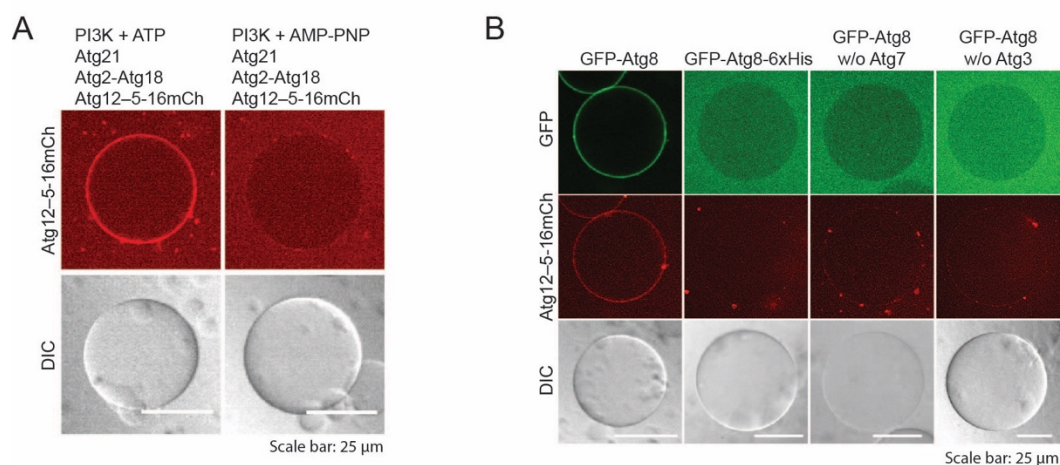 A
PI3K + ATP
Atg21
Atg2-Atg18
Atg12–5-16mCh
PI3K + AMP-PNP
Atg21
Atg2-Atg18
Atg12–5-16mCh
Atg12–5-16mCh
DIC
Scale bar: 25 µm
B
GFP-Atg8
GFP-Atg8-6xHis
GFP-Atg8
w/o Atg7
GFP-Atg8
w/o Atg3
GFP
Atg12–5-16mCh
DIC
Scale bar: 25 µm